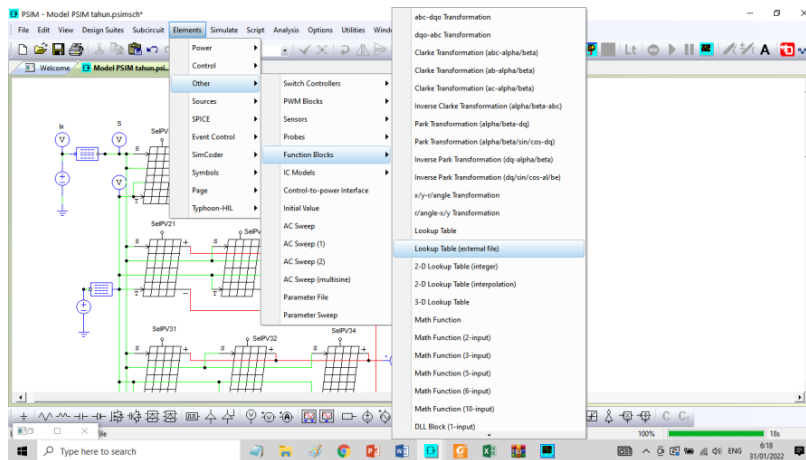 PSIM - Model PSIM tahun.psimsch*
File Edit View Design Suites Subcircuit Elements Simulate Script Analysis Options Utilities Windo
Lt
A
Welcome
Model PSIM tahun.psi...
Power
Control
Other
Sources
SPICE
Event Control
SimCoder
Symbols
Page
Typhoon-HIL
Switch Controllers
PWM Blocks
Sensors
Probes
Function Blocks
IC Models
Control-to-power Interface
Initial Value
AC Sweep
AC Sweep (1)
AC Sweep (2)
AC Sweep (multisine)
Parameter File
Parameter Sweep
abc-dqo Transformation
dqo-abc Transformation
Clarke Transformation (abc-alpha/beta)
Clarke Transformation (ab-alpha/beta)
Clarke Transformation (ac-alpha/beta)
Inverse Clarke Transformation (alpha/beta-abc)
Park Transformation (alpha/beta-dq)
Park Transformation (alpha/beta/sin/cos-dq)
Inverse Park Transformation (dq-alpha/beta)
Inverse Park Transformation (dq/sin/cos-al/be)
x/y-r/angle Transformation
r/angle-x/y Transformation
Lookup Table
Lookup Table (external file)
2-D Lookup Table (integer)
2-D Lookup Table (interpolation)
3-D Lookup Table
Math Function
Math Function (2-input)
Math Function (3-input)
Math Function (5-input)
Math Function (6-input)
Math Function (10-input)
DLL Block (1-input)
S
V
V
V
SelPV
S
T
SelPV21
SelPV
S
S
T
T
SelPV31
SelPV32
SelPV34
S
S
S
C
100%
18s
Type here to search
ENG
6:18
31/01/2022